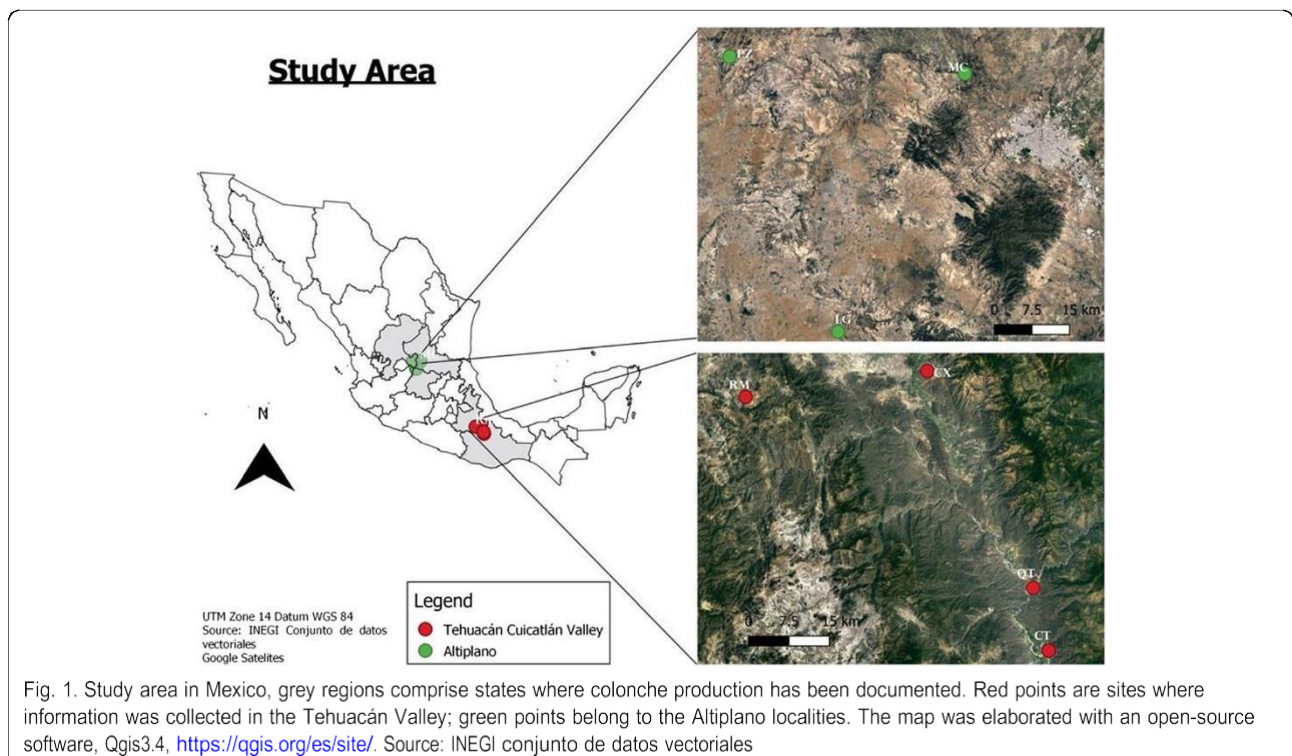 Study Area
PZ
MC
LG
0 7.5 15 km
RM
CX
QT
CT
0 7.5 15 km
N
UTM Zone 14 Datum WGS 84
Source: INEGI Conjunto de datos
vectoriales
Google Satelites
Legend
Tehuacán Cuicatlán Valley
Altiplano
Fig. 1. Study area in Mexico, grey regions comprise states where colonche production has been documented. Red points are sites where
information was collected in the Tehuacán Valley; green points belong to the Altiplano localities. The map was elaborated with an open-source
software, Qgis3.4, https://qgis.org/es/site/. Source: INEGI conjunto de datos vectoriales